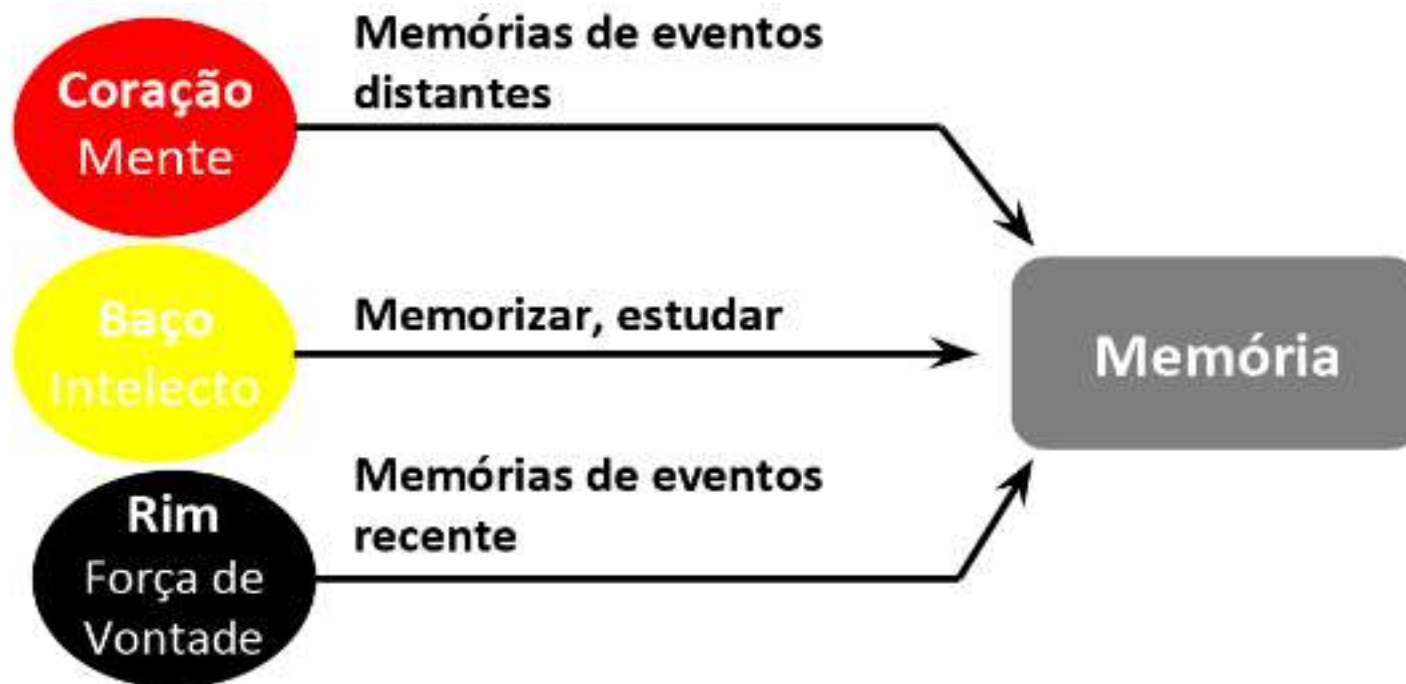 Coração
Mente
Memórias de eventos
distantes
Baço
Intelecto
Memorizar, estudar
Memória
Rim
Força de
Vontade
Memórias de eventos
recente